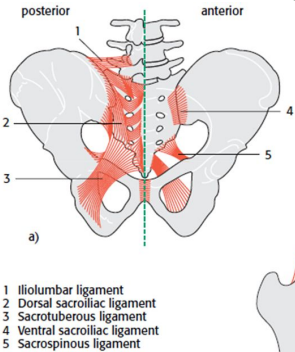 posterior anterior
1
4
2
5
3
a)
1 Iliolumbar ligament
2 Dorsal sacroiliac ligament
3 Sacrotuberous ligament
4 Ventral sacroiliac ligament
5 Sacrospinous ligament